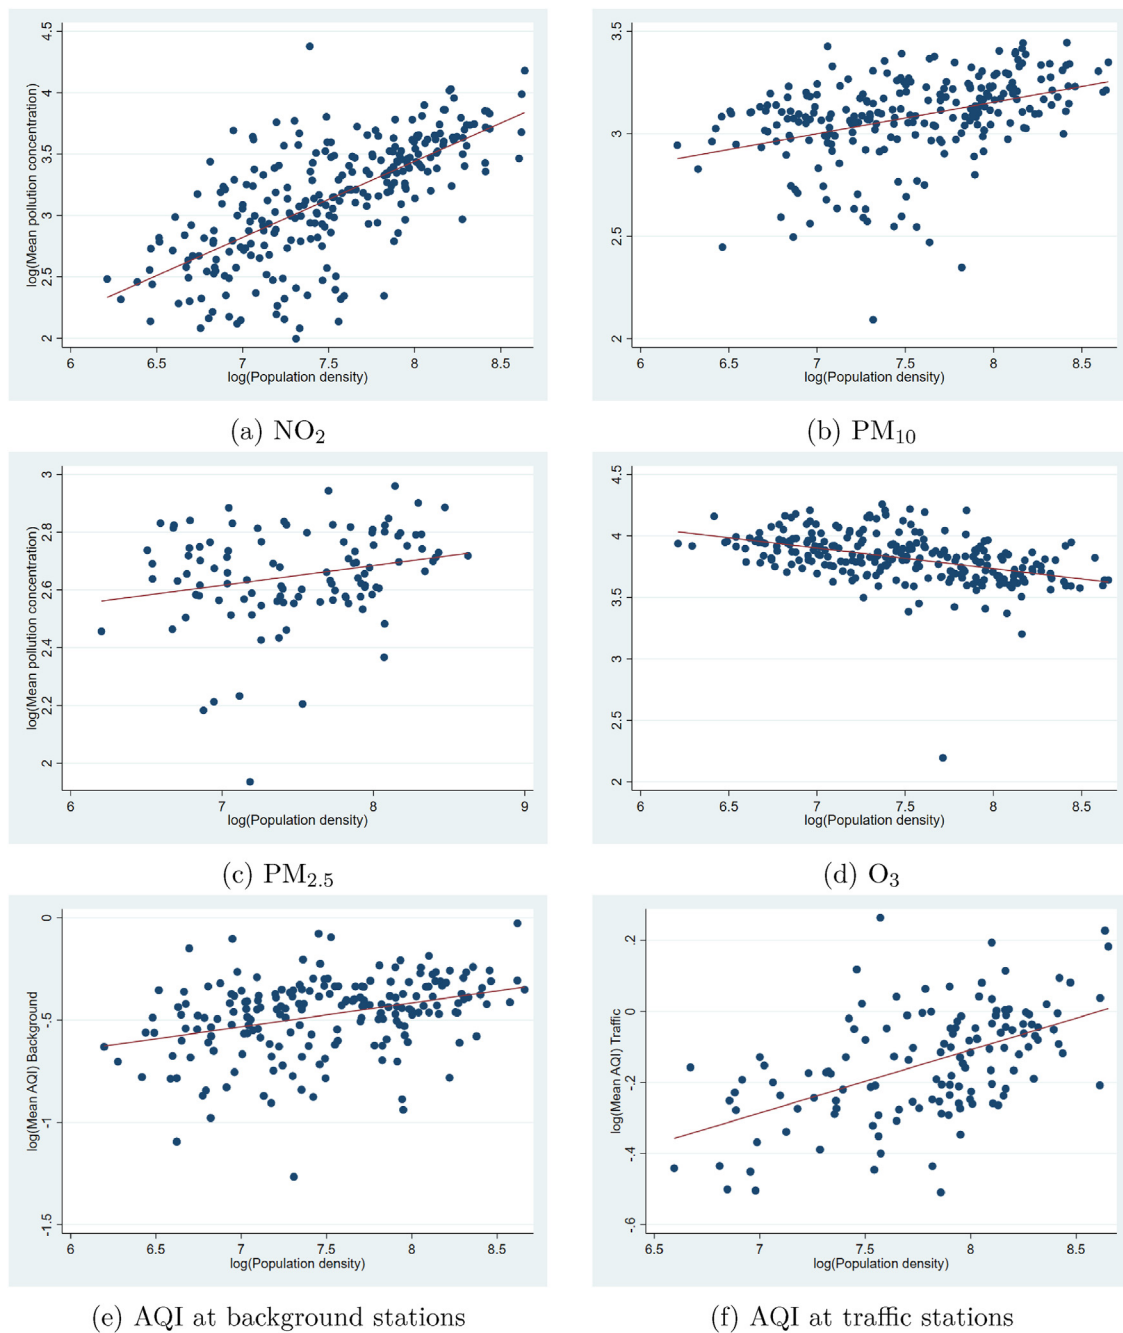 log(Mean pollution concentration)
4.5
4
3.5
3
2.5
2
6 6.5 7 7.5 8 8.5
log(Population density)
3.5
3
2.5
2
6 6.5 7 7.5 8 8.5
log(Population density)
(a) NO2
(b) PM10
log(Mean pollution concentration)
3
2.8
2.6
2.4
2.2
2
6 7 8 9
log(Population density)
4.5
4
3.5
3
2.5
2
6 6.5 7 7.5 8 8.5
log(Population density)
(c) PM2.5
(d) O3
log(Mean AQI) Background
0
-.5
-1
-1.5
6 6.5 7 7.5 8 8.5
log(Population density)
log(Mean AQI) Traffic
.2
0
-.2
-.4
-.6
6.5 7 7.5 8 8.5
log(Population density)
(e) AQI at background stations
(f) AQI at traffic stations